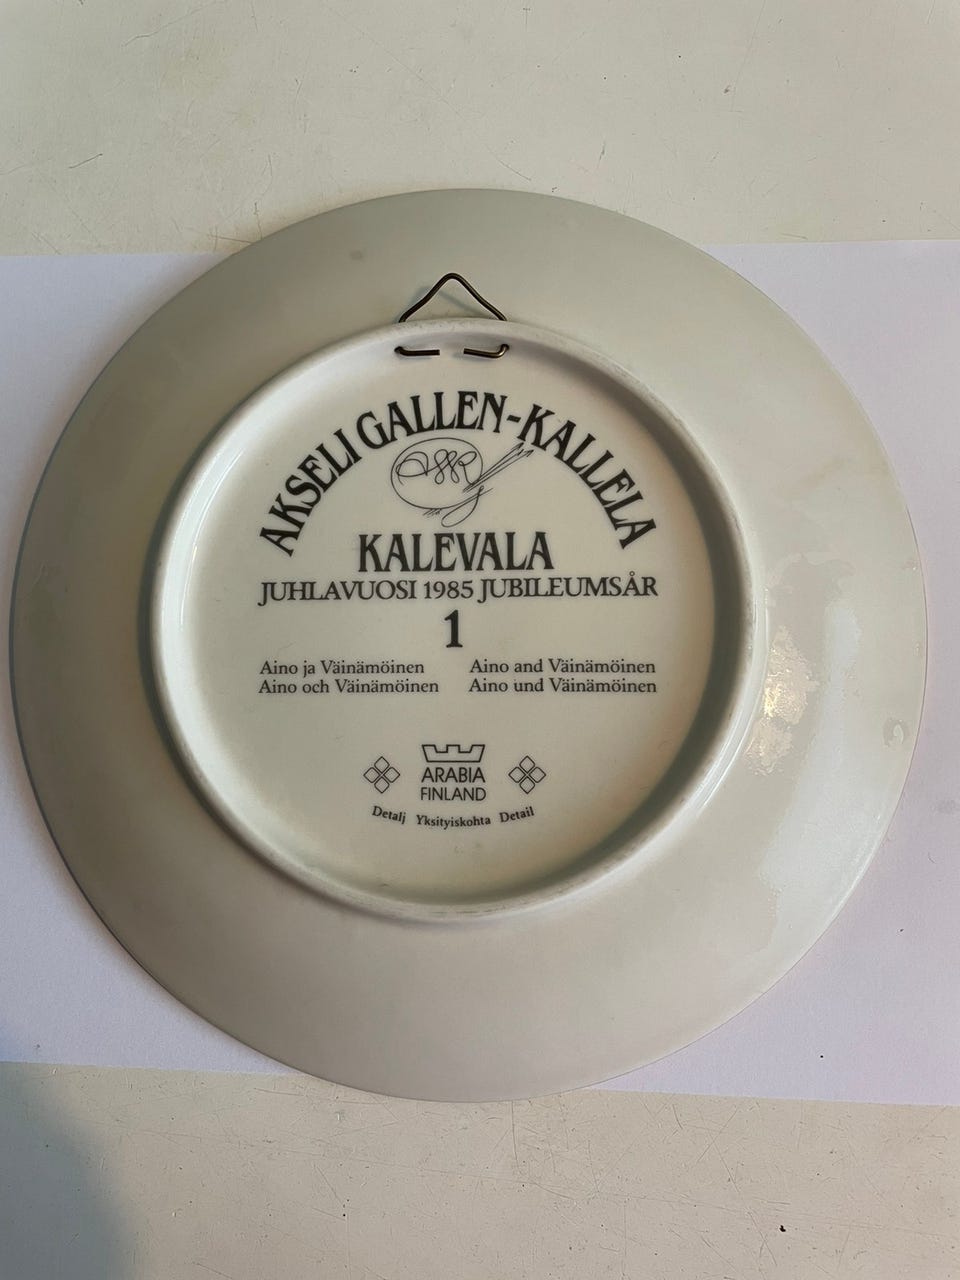 AKSELI GALLEN-KALLELA
KALEVALA
JUHLAVUOSI 1985 JUBILEUMSÅR
1
Aino ja Väinämöinen
Aino och Väinämöinen
Aino and Väinämöinen
Aino und Väinämöinen
ARABIA
FINLAND
Detalj Yksityiskohta Detail